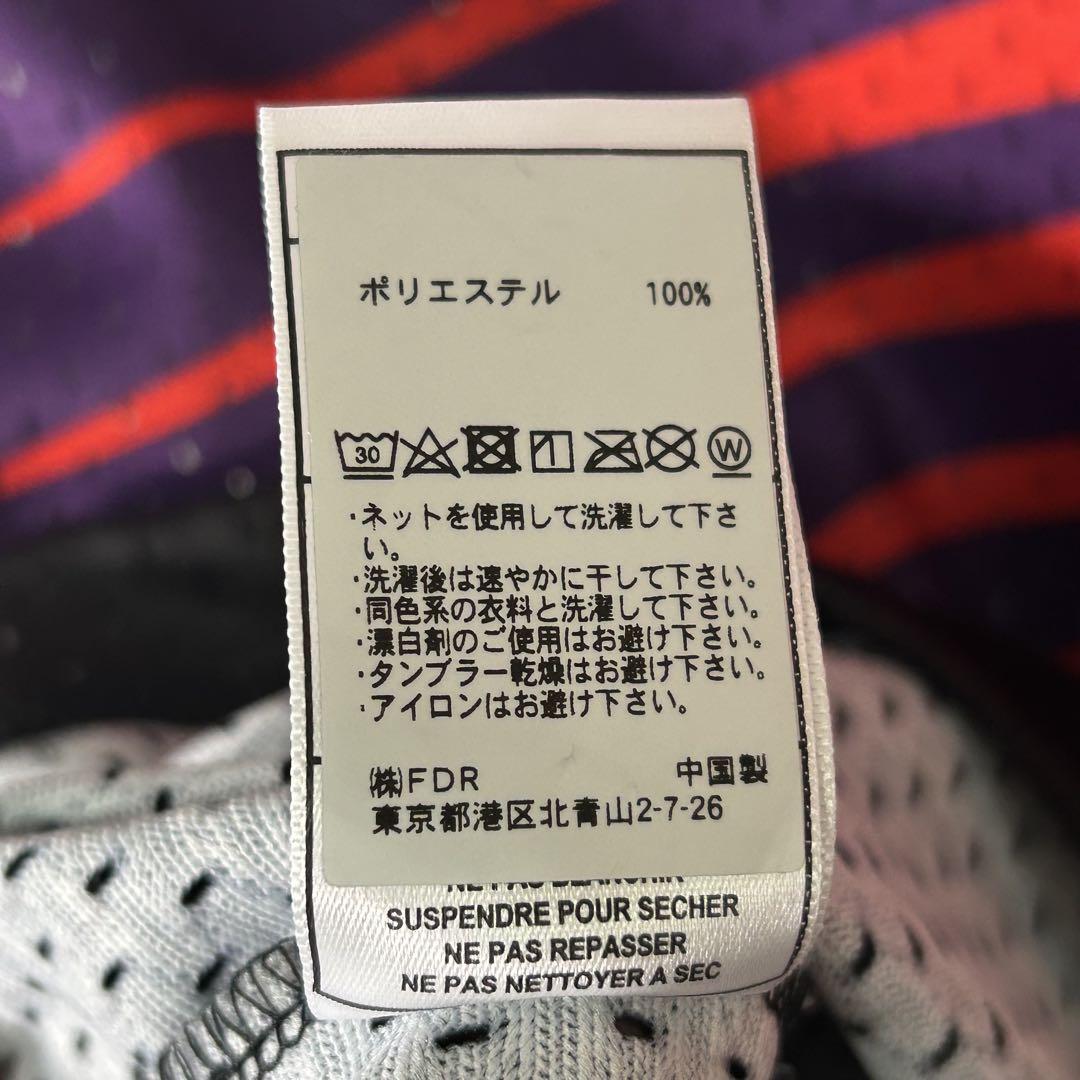 ポリエステル 100%
30 W
・ネットを使用して洗濯して下さ
い。
・洗濯後は速やかに干して下さい。
・同色系の衣料と洗濯して下さい。
・漂白剤のご使用はお避け下さい。
・タンブラー乾燥はお避け下さい。
・アイロンはお避け下さい。
㈱FDR 中国製
東京都港区北青山2-7-26
SUSPENDRE POUR SECHER
NE PAS REPASSER
NE PAS NETTOYER A SEC